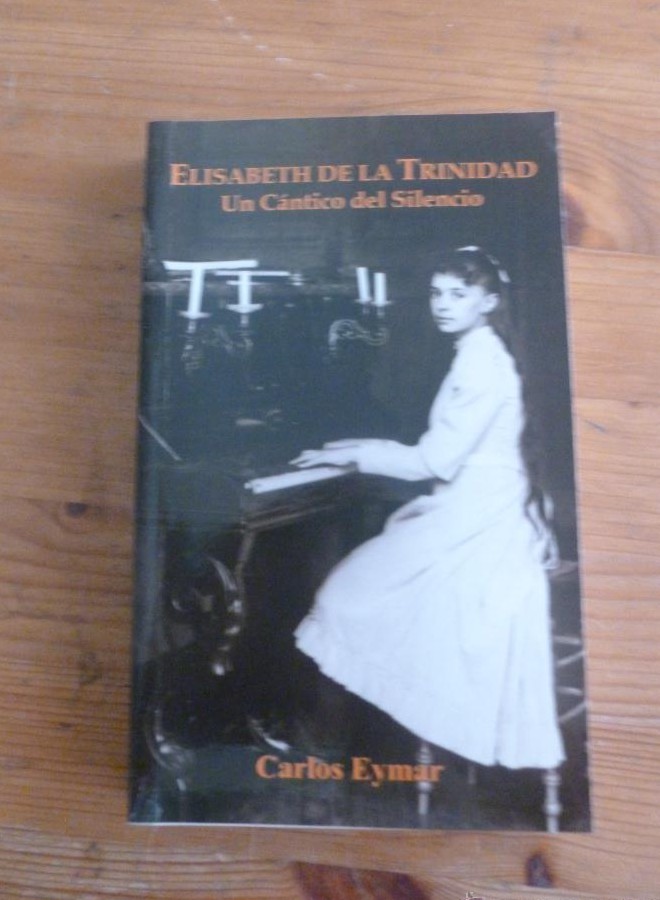 ELISABETH DE LA TRINIDAD
Un Cántico del Silencio
Carlos Eymar